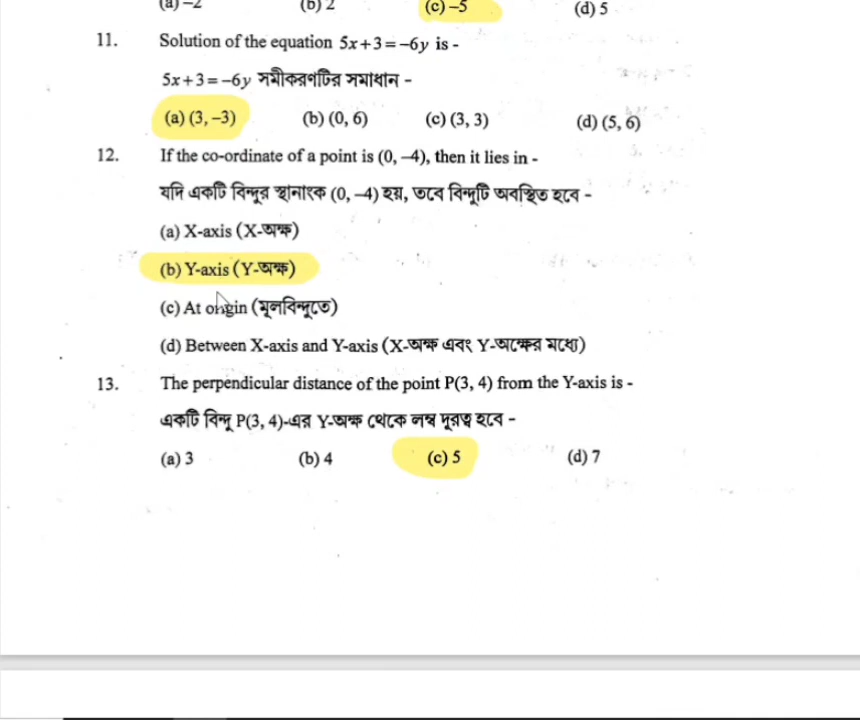 (a) –2 (b) 2 (c) –5 (d) 5
11. Solution of the equation 5x+3=–6y is -
5x+3=–6y সমীকরণটির সমাধান -
(a) (3, –3) (b) (0, 6) (c) (3, 3) (d) (5, 6)
12. If the co-ordinate of a point is (0, –4), then it lies in -
যদি একটি বিন্দুর স্থানাংক (0, –4) হয়, তবে বিন্দুটি অবস্থিত হবে -
(a) X-axis (X-অক্ষ)
(b) Y-axis (Y-অক্ষ)
(c) At origin (মূলবিন্দুতে)
(d) Between X-axis and Y-axis (X-অক্ষ এবং Y-অক্ষের মধ্যে)
13. The perpendicular distance of the point P(3, 4) from the Y-axis is -
একটি বিন্দু P(3, 4)-এর Y-অক্ষ থেকে লম্ব দূরত্ব হবে -
(a) 3 (b) 4 (c) 5 (d) 7